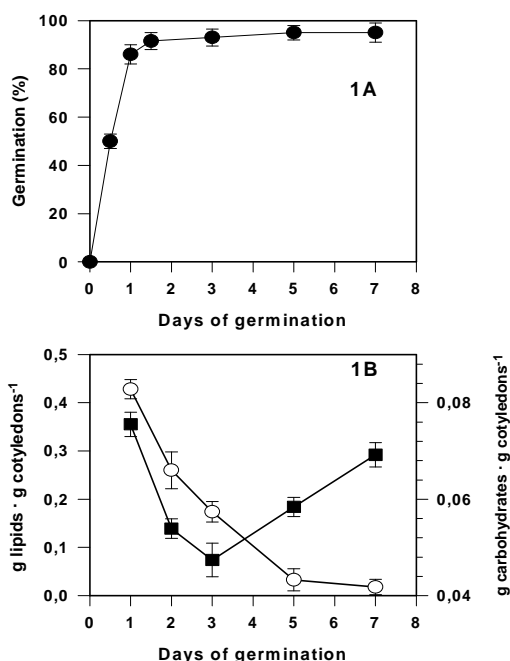 100
80
60
40
20
0
Germination (%)
1A
0 1 2 3 4 5 6 7 8
Days of germination
0,5
0,4
0,3
0,2
0,1
0,0
g lipids · g cotyledons-1
1B
0,08
0,06
0,04
g carbohydrates · g cotyledons-1
0 1 2 3 4 5 6 7 8
Days of germination